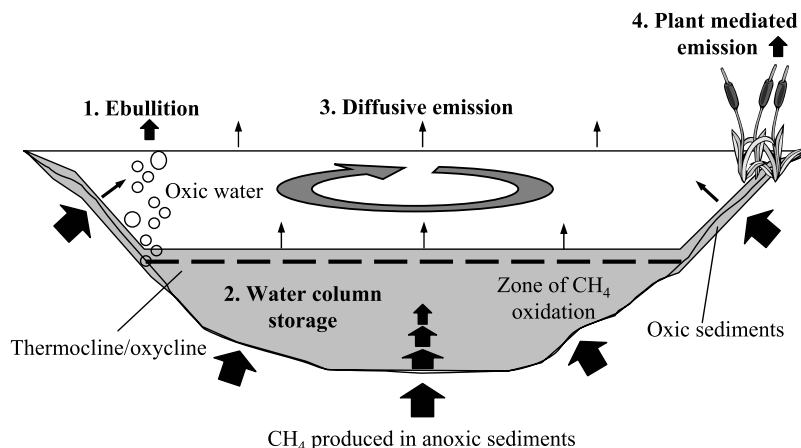 4. Plant mediated
emission
1. Ebullition
3. Diffusive emission
Oxic water
2. Water column
storage
Zone of CH₄
oxidation
Thermocline/oxycline
Oxic sediments
CH₄ produced in anoxic sediments